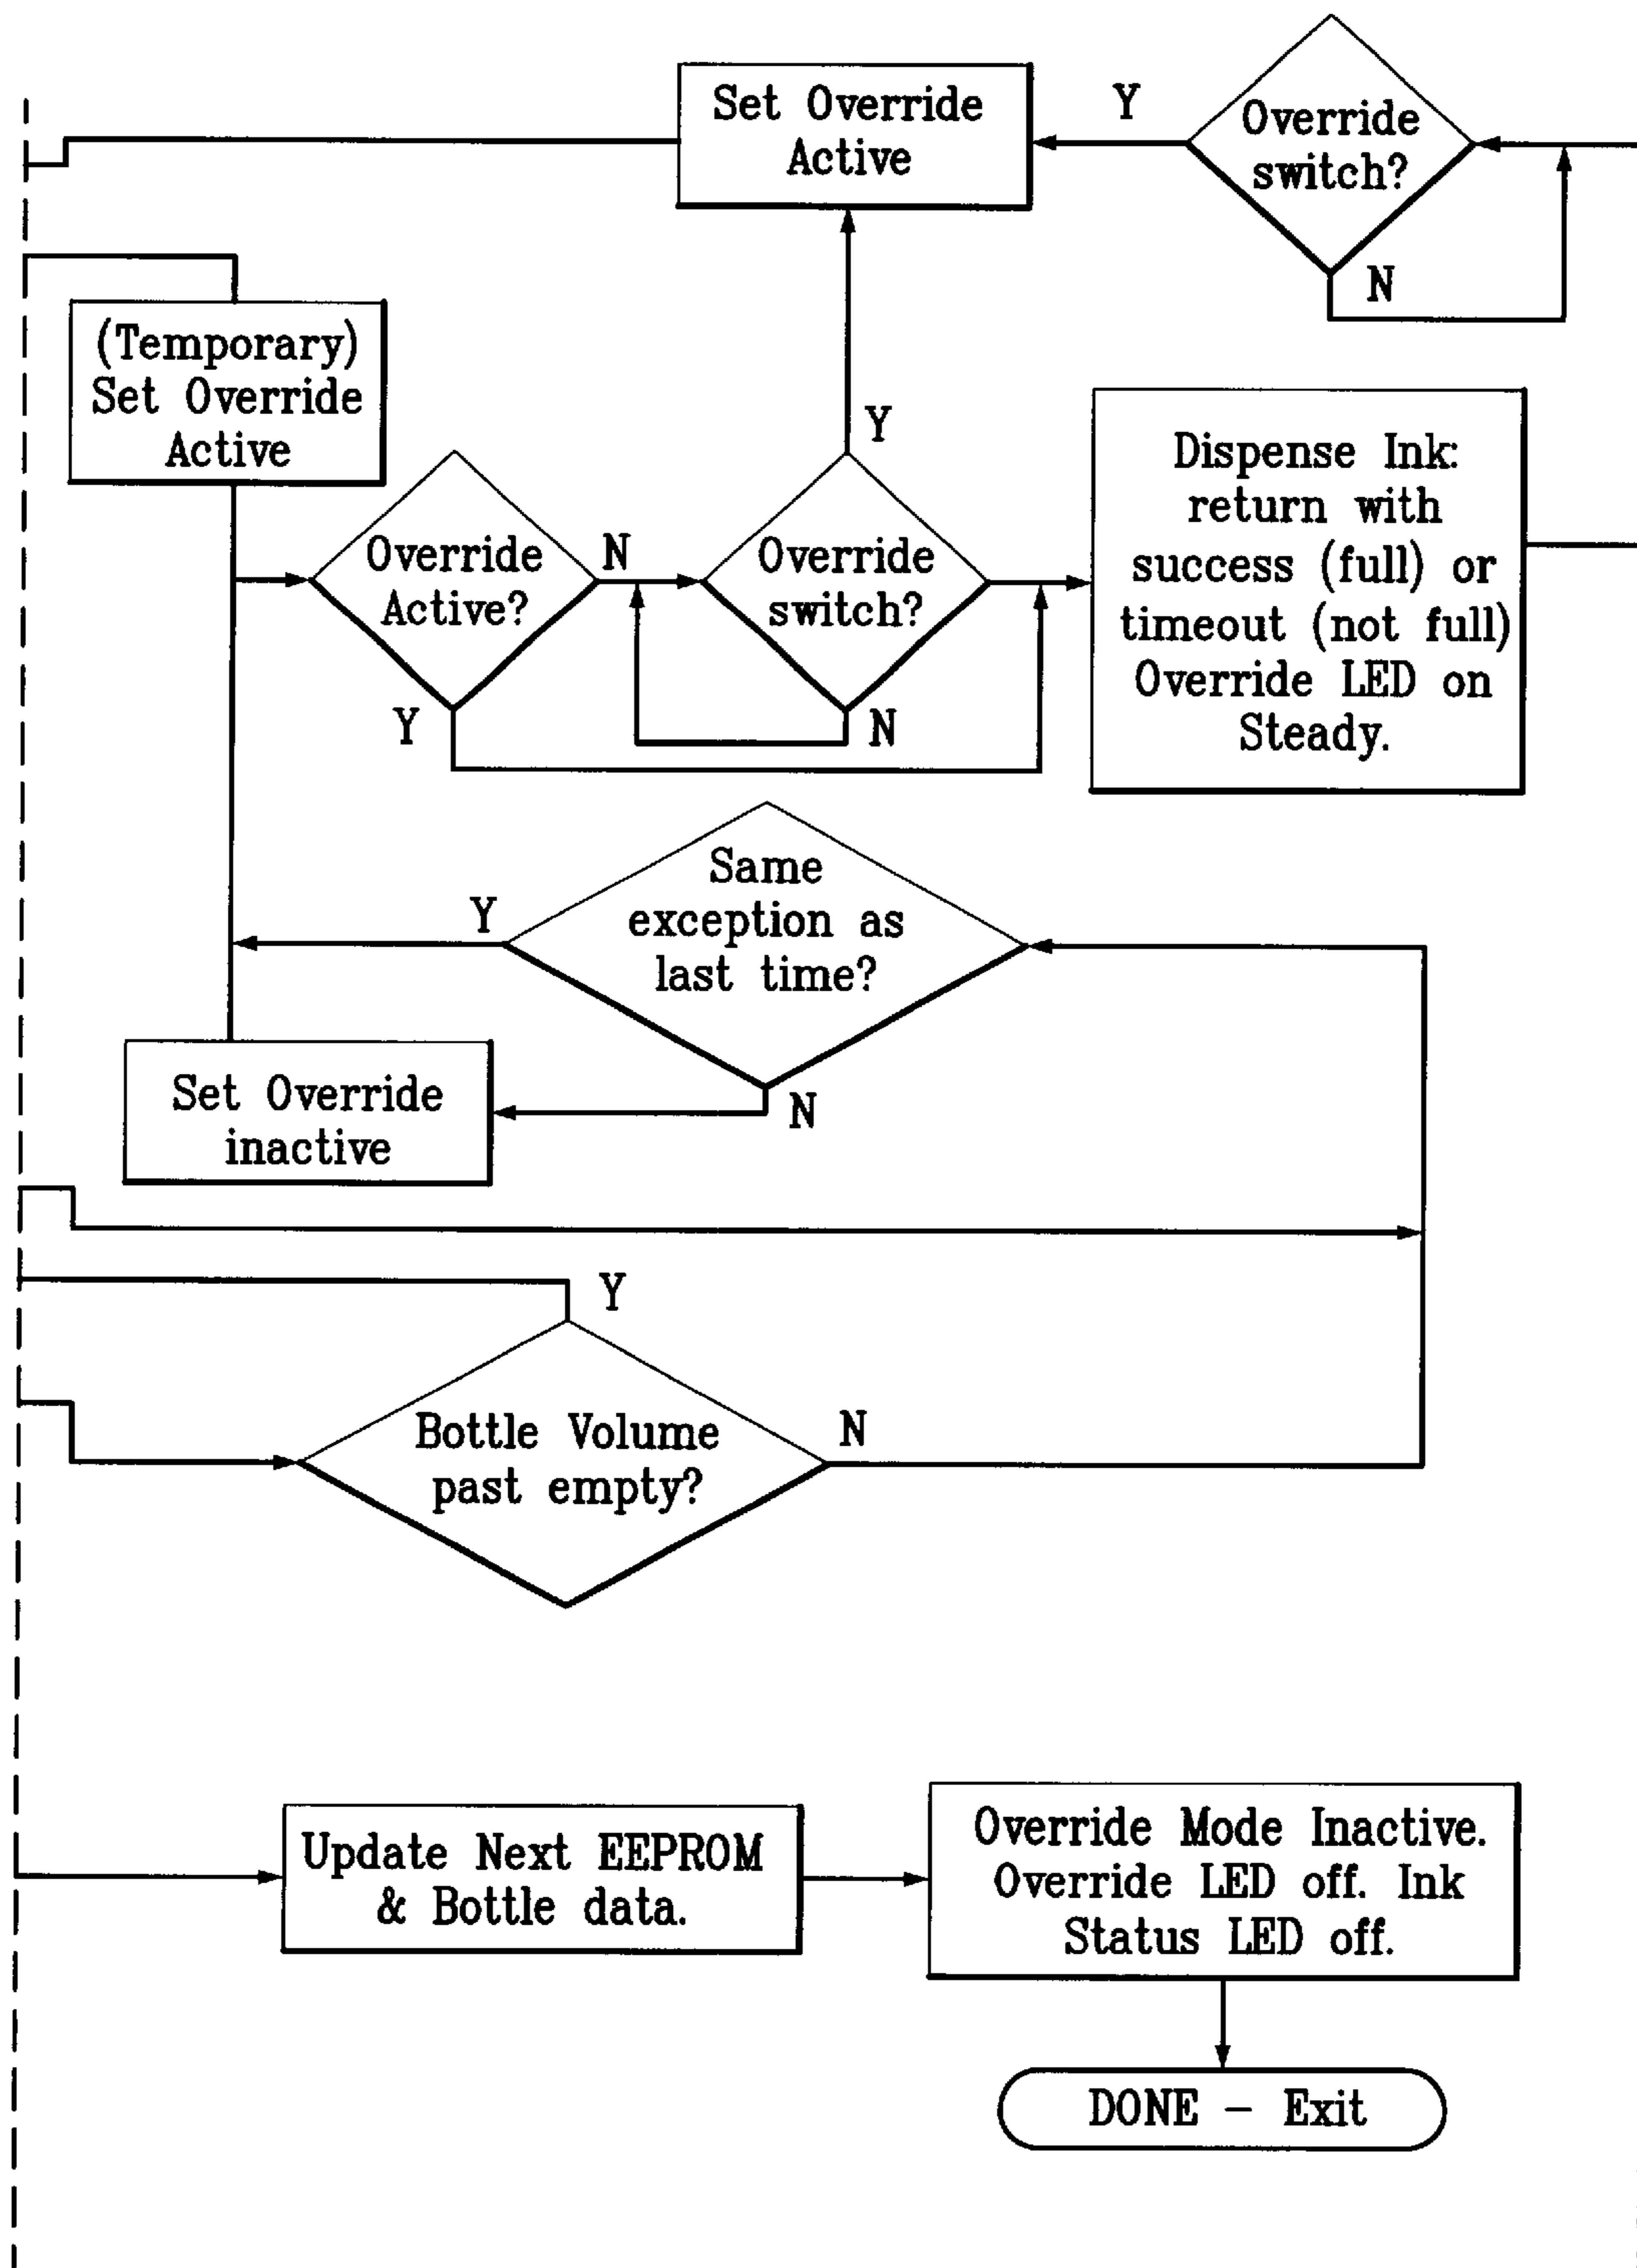 Set Override
Active
Y
Override
switch?
N
(Temporary)
Set Override
Active
Override
Active?
N
Y
Y
Override
switch?
N
Dispense Ink:
return with
success (full) or
timeout (not full)
Override LED on
Steady.
Same
exception as
last time?
Y
N
Set Override
inactive
Y
Bottle Volume
past empty?
N
Update Next EEPROM
& Bottle data.
Override Mode Inactive.
Override LED off. Ink
Status LED off.
DONE - Exit